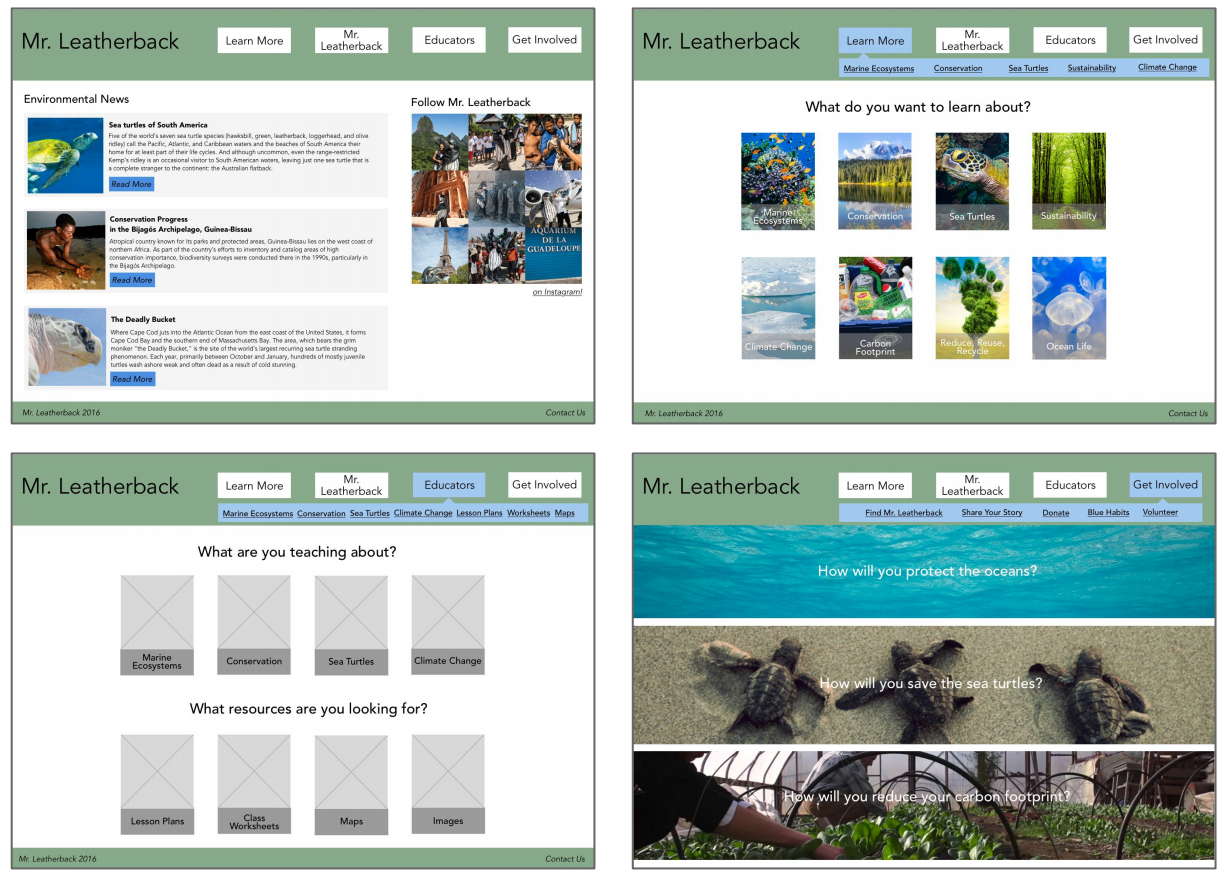 Mr. Leatherback
Learn More
Mr.
Leatherback
Educators
Get Involved
Environmental News
Sea turtles of South America
Five of the world's seven sea turtle species (hawksbill, green, leatherback, loggerhead, and olive
ridley) call the Pacific, Atlantic, and Caribbean waters and the beaches of South America their
home for at least part of their life cycles. And although uncommon, even the range-restricted
Kemp's ridley is an occasional visitor to South American waters, leaving just one sea turtle that is
a complete stranger to the continent: the Australian flatback.
Read More
Conservation Progress
in the Bijagós Archipelago, Guinea-Bissau
Atropical country known for its parks and protected areas, Guinea-Bissau lies on the west coast of
northern Africa. As part of the country's efforts to inventory and catalog areas of high
conservation importance, biodiversity surveys were conducted there in the 1990s, particularly in
the Bijagós Archipelago.
Read More
The Deadly Bucket
Where Cape Cod juts into the Atlantic Ocean from the east coast of the United States, it forms
Cape Cod Bay and the southern end of Massachusetts Bay. The area, which bears the grim
moniker "the Deadly Bucket," is the site of the world's largest recurring sea turtle stranding
phenomenon. Each year, primarily between October and January, hundreds of mostly juvenile
turtles wash ashore weak and often dead as a result of cold stunning.
Read More
Follow Mr. Leatherback
AQUARIUM
DE LA
GUADELOUPE
on Instagram!
Mr. Leatherback 2016
Contact Us
Mr. Leatherback
Learn More
Mr.
Leatherback
Educators
Get Involved
Marine Ecosystems
Conservation
Sea Turtles
Sustainability
Climate Change
What do you want to learn about?
Marine
Ecosystems
Conservation
Sea Turtles
Sustainability
Climate Change
Carbon
Footprint
Reduce, Reuse,
Recycle
Ocean Life
Mr. Leatherback 2016
Contact Us
Mr. Leatherback
Learn More
Mr.
Leatherback
Educators
Get Involved
Marine Ecosystems
Conservation
Sea Turtles
Climate Change
Lesson Plans
Worksheets
Maps
What are you teaching about?
Marine
Ecosystems
Conservation
Sea Turtles
Climate Change
What resources are you looking for?
Lesson Plans
Class
Worksheets
Maps
Images
Mr. Leatherback 2016
Contact Us
Mr. Leatherback
Learn More
Mr.
Leatherback
Educators
Get Involved
Find Mr. Leatherback
Share Your Story
Donate
Blue Habits
Volunteer
How will you protect the oceans?
How will you save the sea turtles?
How will you reduce your carbon footprint?